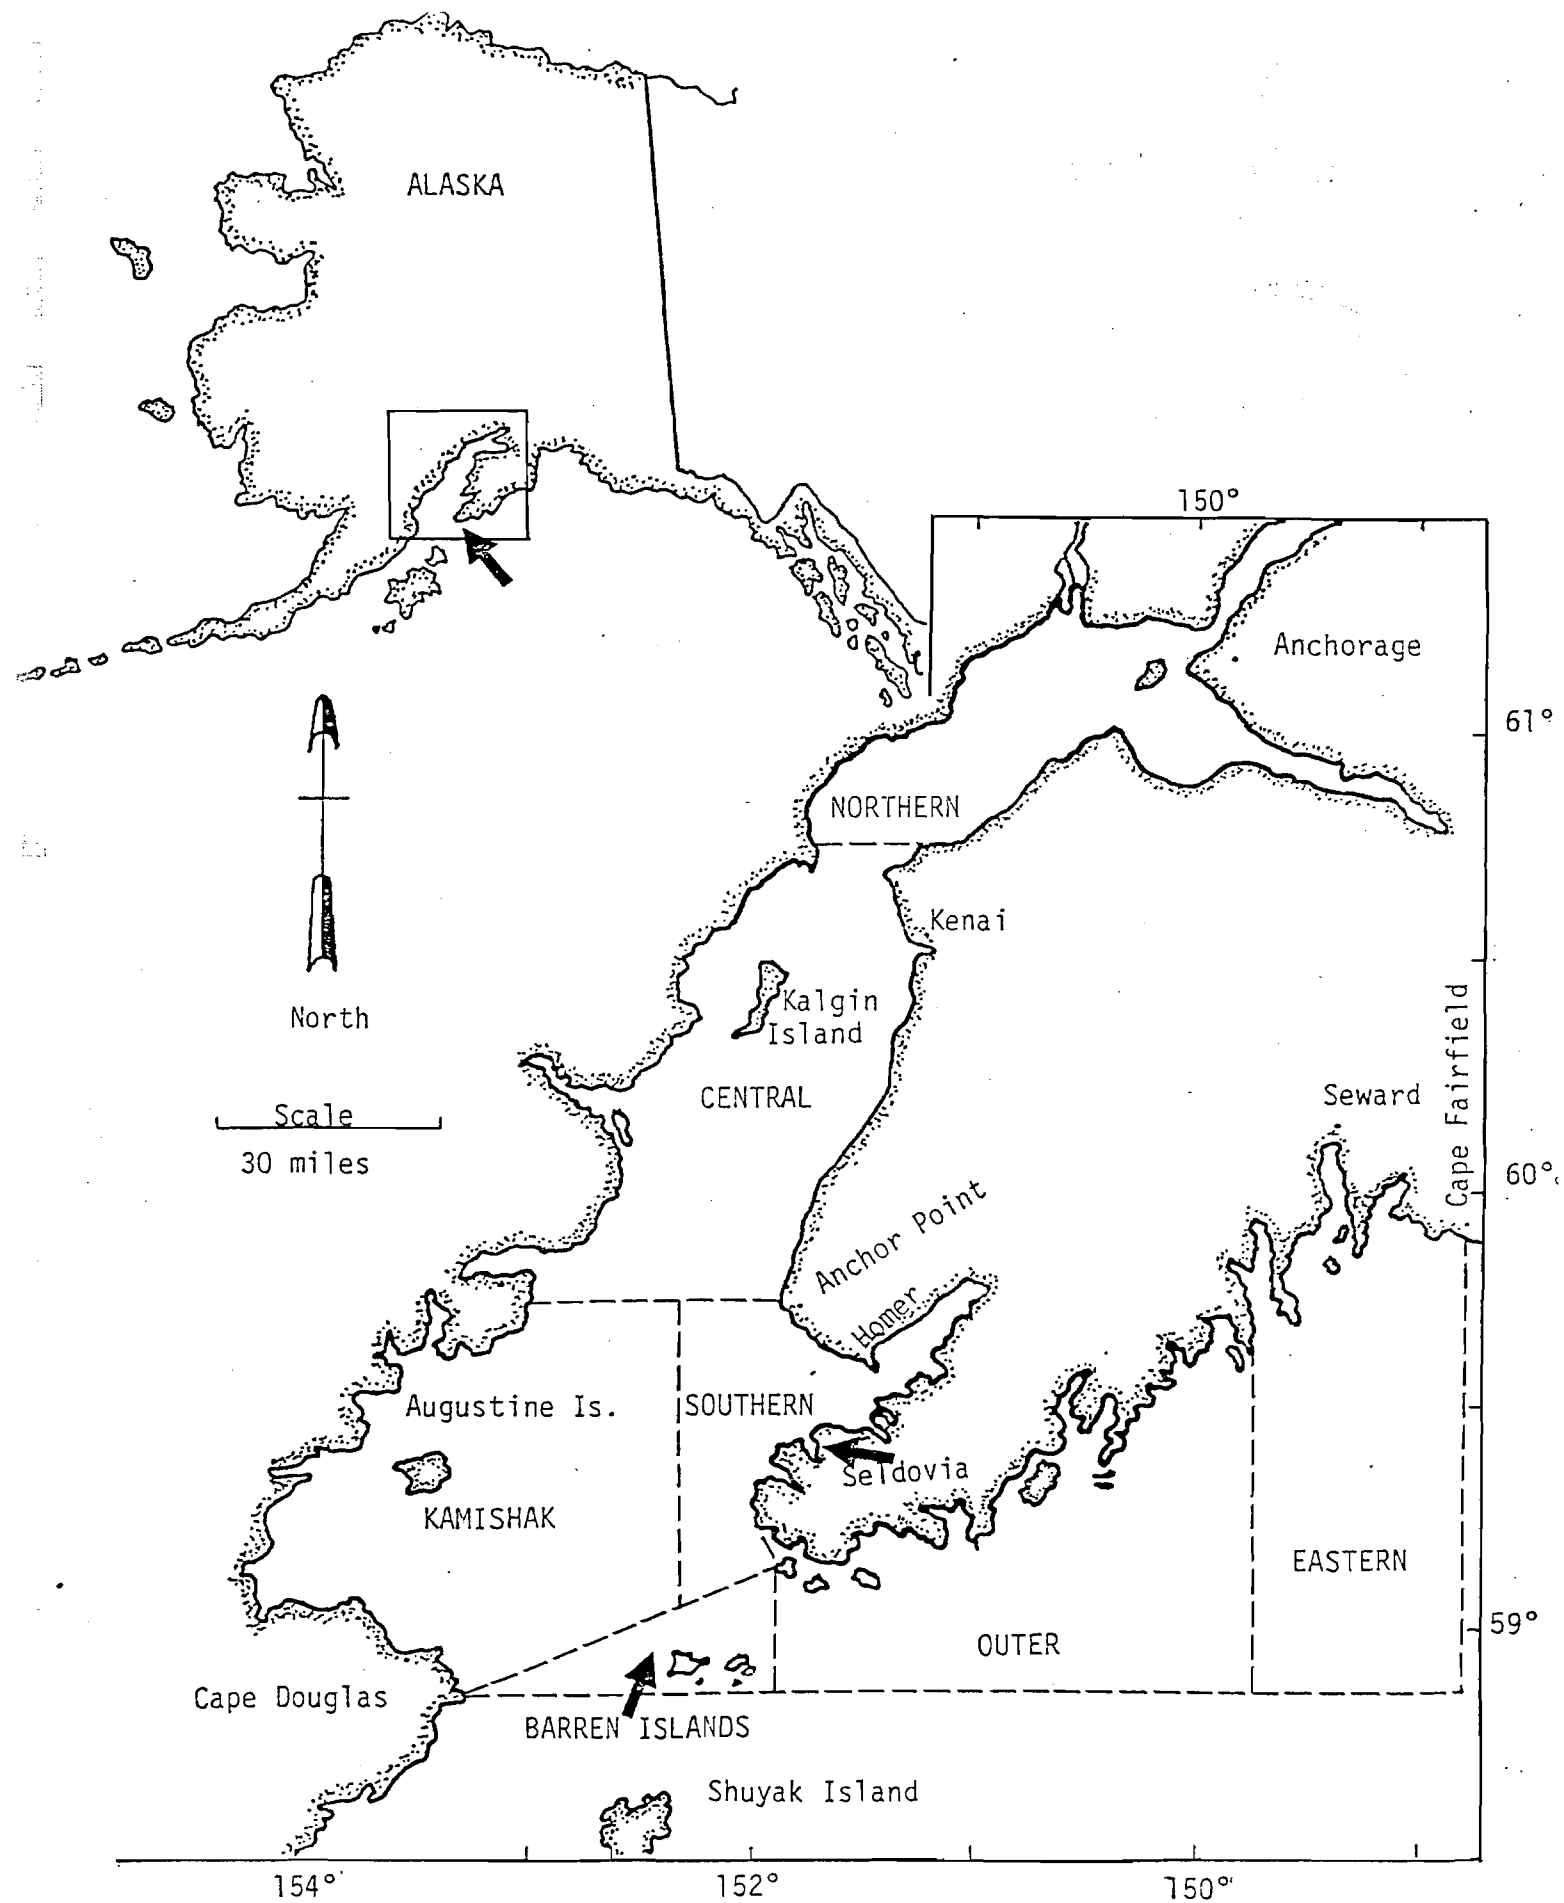 ALASKA
150°
Anchorage
61°
NORTHERN
Kenai
Kalgin
Island
North
CENTRAL
Scale
30 miles
Seward
Cape Fairfield
60°
Anchor Point
Homer
Augustine Is.
SOUTHERN
Seldovia
KAMISHAK
EASTERN
59°
OUTER
Cape Douglas
BARREN ISLANDS
Shuyak Island
154°
152°
150°